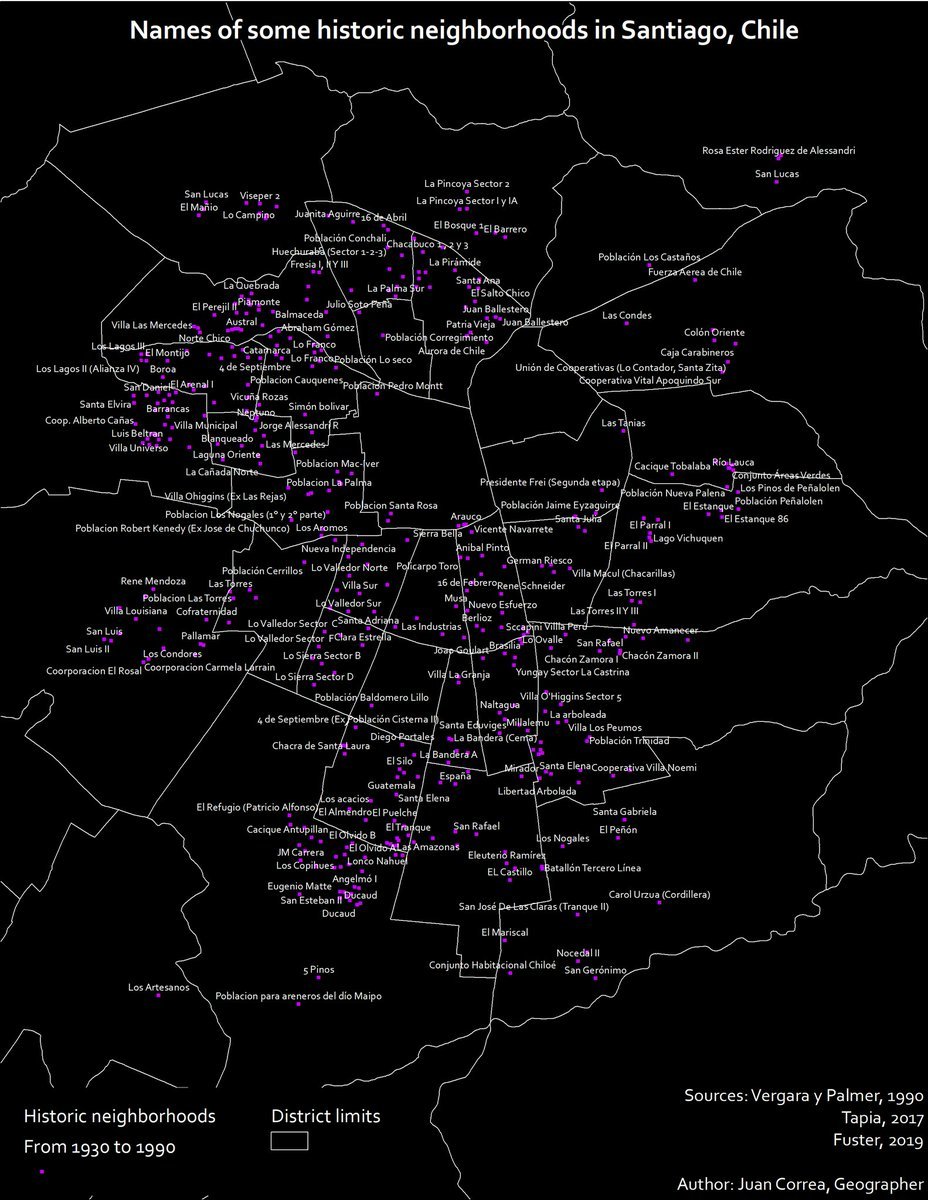 Names of some historic neighborhoods in Santiago, Chile
Rosa Ester Rodriguez de Alessandri
San Lucas
La Pincoya Sector 2
San Lucas
Viseper 2
La Pincoya Sector I y IA
El Mañio
Lo Campino
Juanita Aguirre
16 de Abril
El Bosque 1
El Barrero
Población Conchali
Chacabuco 1, 2 y 3
Huechuraba (Sector 1-2-3)
Población Los Castaños
Fresia I, II Y III
La Pirámide
Fuerza Aerea de Chile
La Quebrada
La Palma Sur
Santa Ana
El Salto Chico
El Perejil II
Piamonte
Julio Soto Peña
Balmaceda
Juan Ballestero
Las Condes
Villa Las Mercedes
Austral
Abraham Gómez
Patria Vieja
Juan Ballestero
Norte Chico
Población Corregimiento
Colón Oriente
Los Lagos III
El Montijo
Catamarca
Lo Franco
Aurora de Chile
Caja Carabineros
Lo Franco
Población Lo seco
Los Lagos II (Alianza IV)
Boroa
4 de Septiembre
Unión de Cooperativas (Lo Contador, Santa Zita)
San Daniel
El Arenal I
Poblacion Cauquenes
Población Pedro Montt
Cooperativa Vital Apoquindo Sur
Santa Elvira
Barrancas
Vicuña Rozas
Simón bolivar
Neptuno
Coop. Alberto Cañas
Villa Municipal
Jorge Alessandri R
Las Tanias
Luis Beltran
Blanqueado
Las Mercedes
Villa Universo
Laguna Oriente
La Cañada Norte
Poblacion Mac-Iver
Cacique Tobalaba
Río Lauca
Conjunto Áreas Verdes
Poblacion La Palma
Presidente Frei (Segunda etapa)
Los Pinos de Peñalolen
Villa Ohiggins (Ex Las Rejas)
Población Nueva Palena
Población Peñalolen
Poblacion Santa Rosa
Población Jaime Eyzaguirre
El Estanque
Poblacion Los Nogales (1º y 2º parte)
Arauco
Santa Julia
El Estanque 86
Poblacion Robert Kenedy (Ex Jose de Chuchunco)
Los Aromos
Sierra Bella
Vicente Navarrete
El Parral I
Lago Vichuquen
Nueva Independencia
Anibal Pinto
El Parral II
Población Cerrillos
Lo Valledor Norte
Policarpo Toro
German Riesco
Villa Macul (Chacarillas)
Rene Mendoza
Las Torres
Villa Sur
16 de Febrero
Rene Schneider
Poblacion Las Torres
Musa
Las Torres I
Villa Louisiana
Cofraternidad
Lo Valledor Sur
Nuevo Esfuerzo
Las Torres II Y III
Lo Valledor Sector C
Santa Adriana
Berlioz
San Luis
Pallamar
Las Industrias
Sccapini Villa Perú
Nuevo Amanecer
Lo Valledor Sector F
Clara Estrella
Lo Ovalle
San Rafael
San Luis II
Los Condores
Lo Sierra Sector B
Joao Goulart
Brasilia
Chacón Zamora I
Chacón Zamora II
Coorporacion El Rosal
Coorporacion Carmela Larrain
Lo Sierra Sector D
Villa La Granja
Yungay Sector La Castrina
Población Baldomero Lillo
Villa O'Higgins Sector 5
Naltagua
4 de Septiembre (Ex Población Cisterna II)
Santa Eduviges
Millalemu
La arboleada
Villa Los Peumos
Diego Portales
La Bandera (Cema)
Población Trinidad
Chacra de Santa Laura
La Bandera A
El Silo
Mirador
Santa Elena
Cooperativa Villa Noemi
España
Guatemala
Libertad Arbolada
Los acacios
Santa Elena
El Refugio (Patricio Alfonso)
El Almendro
El Puelche
Santa Gabriela
Cacique Antupillan
El Olvido B
El Tranque
San Rafael
El Peñón
Los Nogales
JM Carrera
El Olvido A
Las Amazonas
Los Copihues
Lonco Nahuel
Eleuterio Ramírez
Angelmó I
EL Castillo
Batallón Tercero Línea
Eugenio Matte
Ducaud
San Esteban II
Carol Urzua (Cordillera)
Ducaud
San José De Las Claras (Tranque II)
El Mariscal
Nocedal II
5 Pinos
Conjunto Habitacional Chiloé
San Gerónimo
Los Artesanos
Poblacion para areneros del dío Maipo
Historic neighborhoods
From 1930 to 1990
District limits
Sources: Vergara y Palmer, 1990
Tapia, 2017
Fuster, 2019
Author: Juan Correa, Geographer